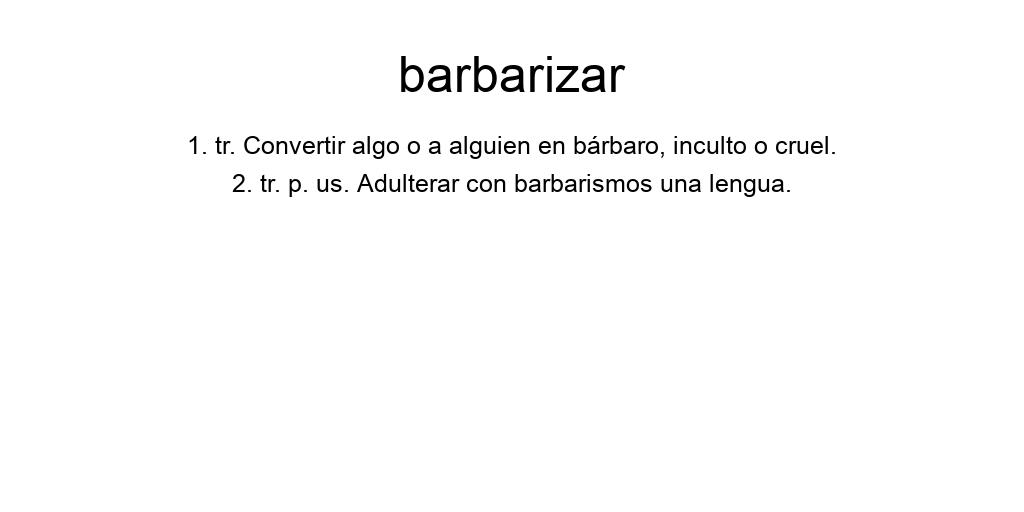 barbarizar
1. tr. Convertir algo o a alguien en bárbaro, inculto o cruel.
2. tr. p. us. Adulterar con barbarismos una lengua.